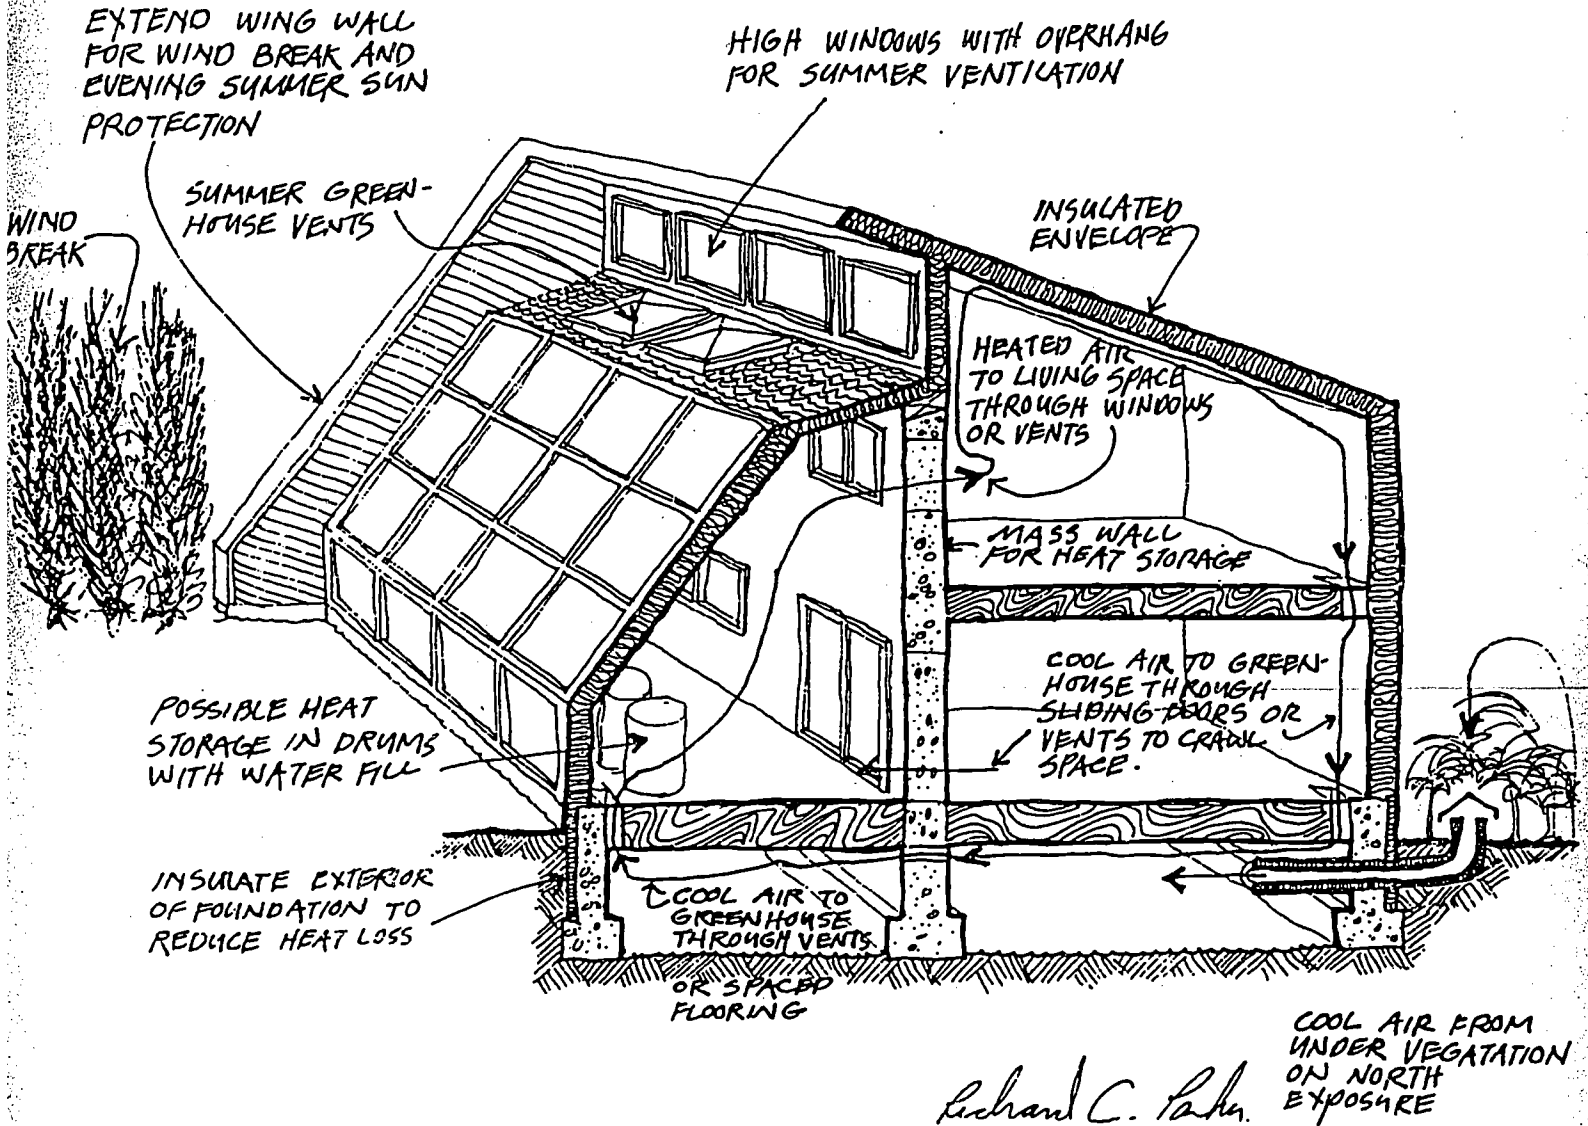 EXTEND WING WALL
FOR WIND BREAK AND
EVENING SUMMER SUN
PROTECTION
HIGH WINDOWS WITH OVERHANG
FOR SUMMER VENTILATION
SUMMER GREEN-
HOUSE VENTS
WIND
BREAK
INSULATED
ENVELOPE
HEATED AIR
TO LIVING SPACE
THROUGH WINDOWS
OR VENTS
MASS WALL
FOR HEAT STORAGE
COOL AIR TO GREEN-
HOUSE THROUGH
SLIDING DOORS OR
VENTS TO CRAWL
SPACE.
POSSIBLE HEAT
STORAGE IN DRUMS
WITH WATER FILL
INSULATE EXTERIOR
OF FOUNDATION TO
REDUCE HEAT LOSS
COOL AIR TO
GREENHOUSE
THROUGH VENTS
OR SPACED
FLOORING
COOL AIR FROM
UNDER VEGATATION
ON NORTH
EXPOSURE
Richard C.